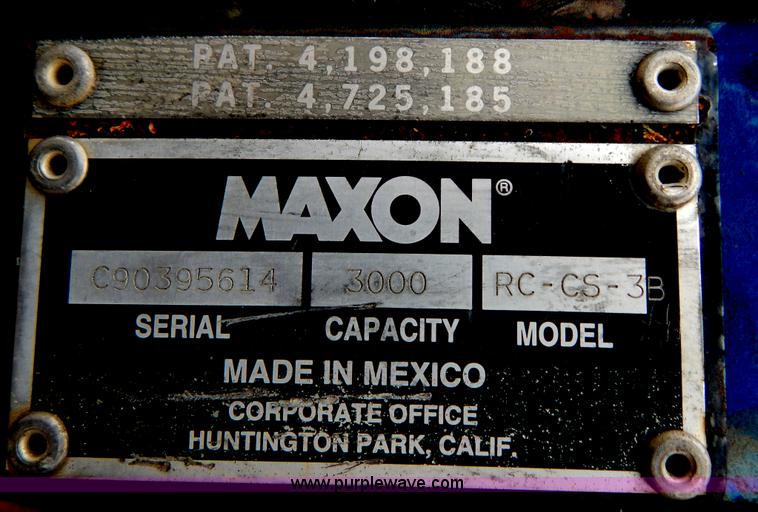 PAT. 4,198,188
PAT. 4,725,185
MAXON®
C90395614 3000 RC-CS-3B
SERIAL CAPACITY MODEL
MADE IN MEXICO
CORPORATE OFFICE
HUNTINGTON PARK, CALIF.
www.purplewave.com